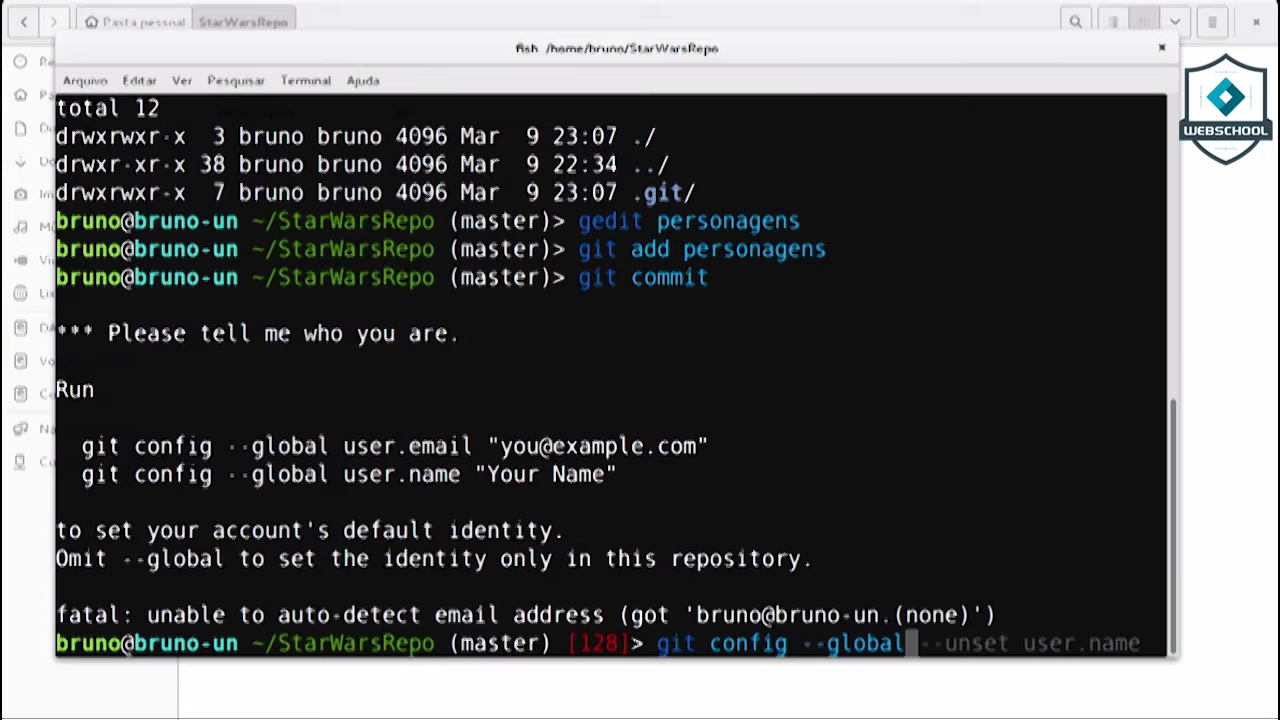 Pasta pessoal StarWarsRepo
fish /home/bruno/StarWarsRepo
Arquivo Editar Ver Pesquisar Terminal Ajuda
WEBSCHOOL
total 12
drwxrwxr-x 3 bruno bruno 4096 Mar 9 23:07 ./
drwxr-xr-x 38 bruno bruno 4096 Mar 9 22:34 ../
drwxrwxr-x 7 bruno bruno 4096 Mar 9 23:07 .git/
bruno@bruno-un ~/StarWarsRepo (master)> gedit personagens
bruno@bruno-un ~/StarWarsRepo (master)> git add personagens
bruno@bruno-un ~/StarWarsRepo (master)> git commit
*** Please tell me who you are.
Run
git config --global user.email "you@example.com"
git config --global user.name "Your Name"
to set your account's default identity.
Omit --global to set the identity only in this repository.
fatal: unable to auto-detect email address (got 'bruno@bruno-un.(none)')
bruno@bruno-un ~/StarWarsRepo (master) [128]> git config --global --unset user.name